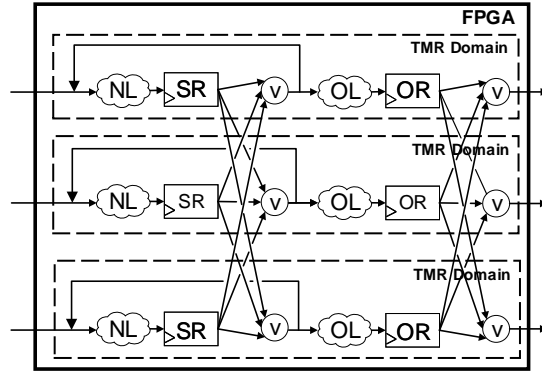 FPGA
TMR Domain
NL SR v OL OR v
TMR Domain
NL SR v OL OR v
TMR Domain
NL SR v OL OR v